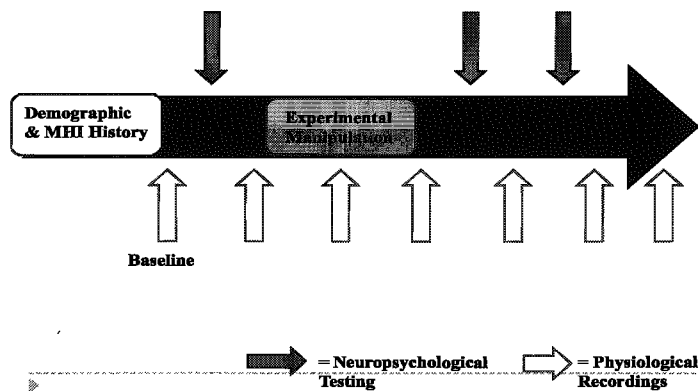 Demographic
& MHI History
Experimental
Manipulation
Baseline
= Neuropsychological
Testing
= Physiological
Recordings